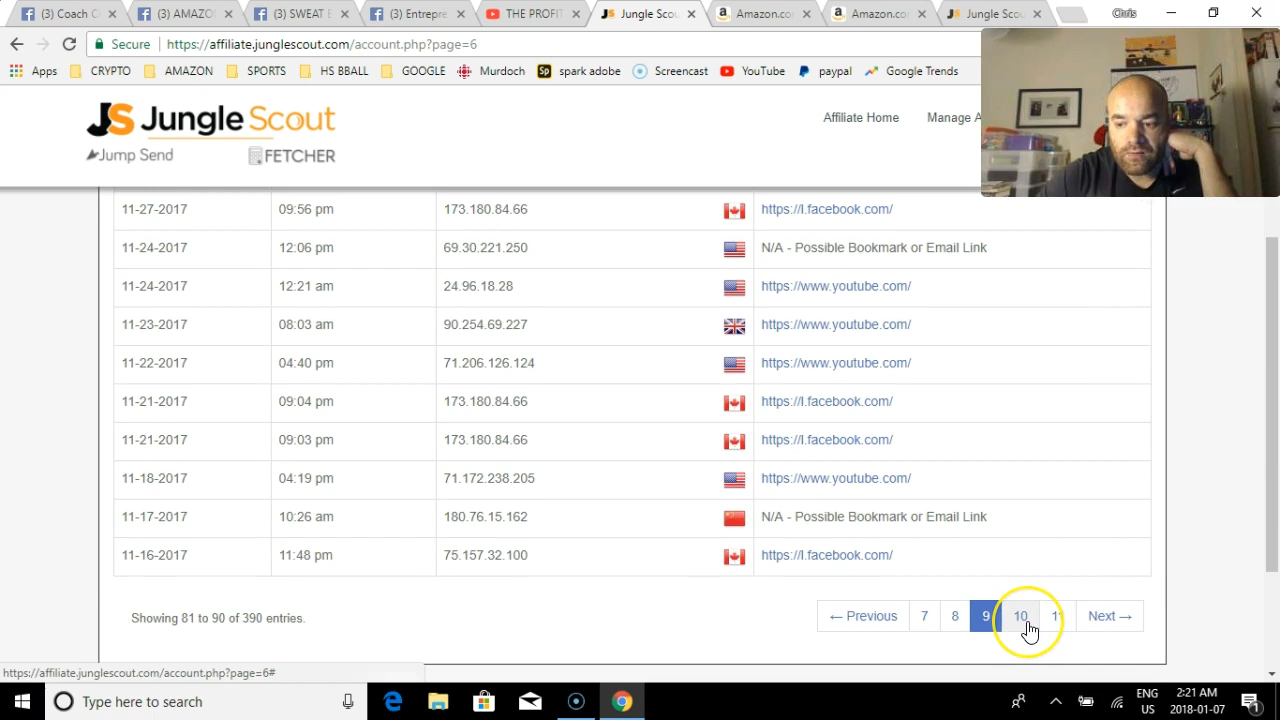 (3) Coach C
(3) AMAZO
(3) SWEAT E
(3) Entrepre
THE PROFIT
Jungle Scout
Amazon.co
Amazon.co
Jungle Scou
Chris
Secure
https://affiliate.junglescout.com/account.php?page=6
Apps
CRYPTO
AMAZON
SPORTS
HS BBALL
GOOGLE
Murdoch
Sp spark adobe
Screencast
YouTube
paypal
Google Trends
JS Jungle Scout
Jump Send
FETCHER
Affiliate Home
Manage A
11-27-2017 09:56 pm 173.180.84.66 https://l.facebook.com/
11-24-2017 12:06 pm 69.30.221.250 N/A - Possible Bookmark or Email Link
11-24-2017 12:21 am 24.96.18.28 https://www.youtube.com/
11-23-2017 08:03 am 90.254.69.227 https://www.youtube.com/
11-22-2017 04:40 pm 71.206.126.124 https://www.youtube.com/
11-21-2017 09:04 pm 173.180.84.66 https://l.facebook.com/
11-21-2017 09:03 pm 173.180.84.66 https://l.facebook.com/
11-18-2017 04:19 pm 71.172.238.205 https://www.youtube.com/
11-17-2017 10:26 am 180.76.15.162 N/A - Possible Bookmark or Email Link
11-16-2017 11:48 pm 75.157.32.100 https://l.facebook.com/
Showing 81 to 90 of 390 entries.
← Previous 7 8 9 10 11 Next →
https://affiliate.junglescout.com/account.php?page=6#
Type here to search
ENG 2:21 AM
US 2018-01-07
1